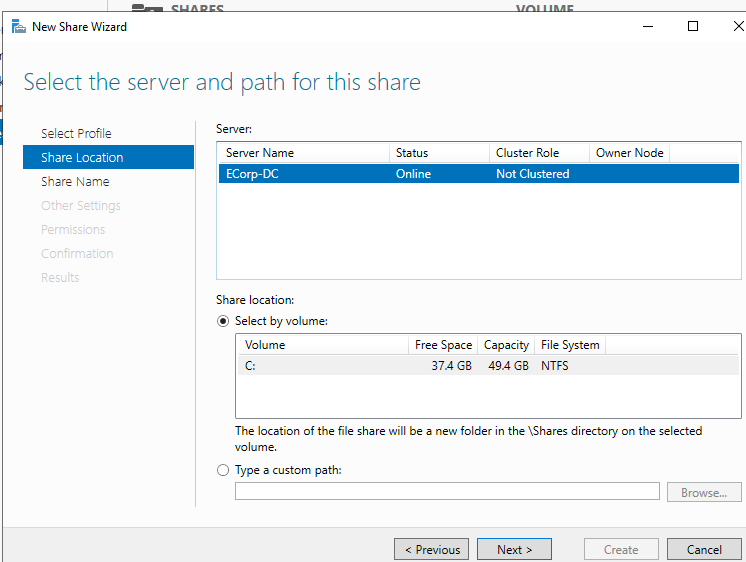 SHARES VOLUME
New Share Wizard
Select the server and path for this share
Select Profile
Share Location
Share Name
Other Settings
Permissions
Confirmation
Results
Server:
Server Name Status Cluster Role Owner Node
ECorp-DC Online Not Clustered
Share location:
Select by volume:
Volume Free Space Capacity File System
C: 37.4 GB 49.4 GB NTFS
The location of the file share will be a new folder in the \Shares directory on the selected
volume.
Type a custom path:
Browse...
< Previous Next > Create Cancel